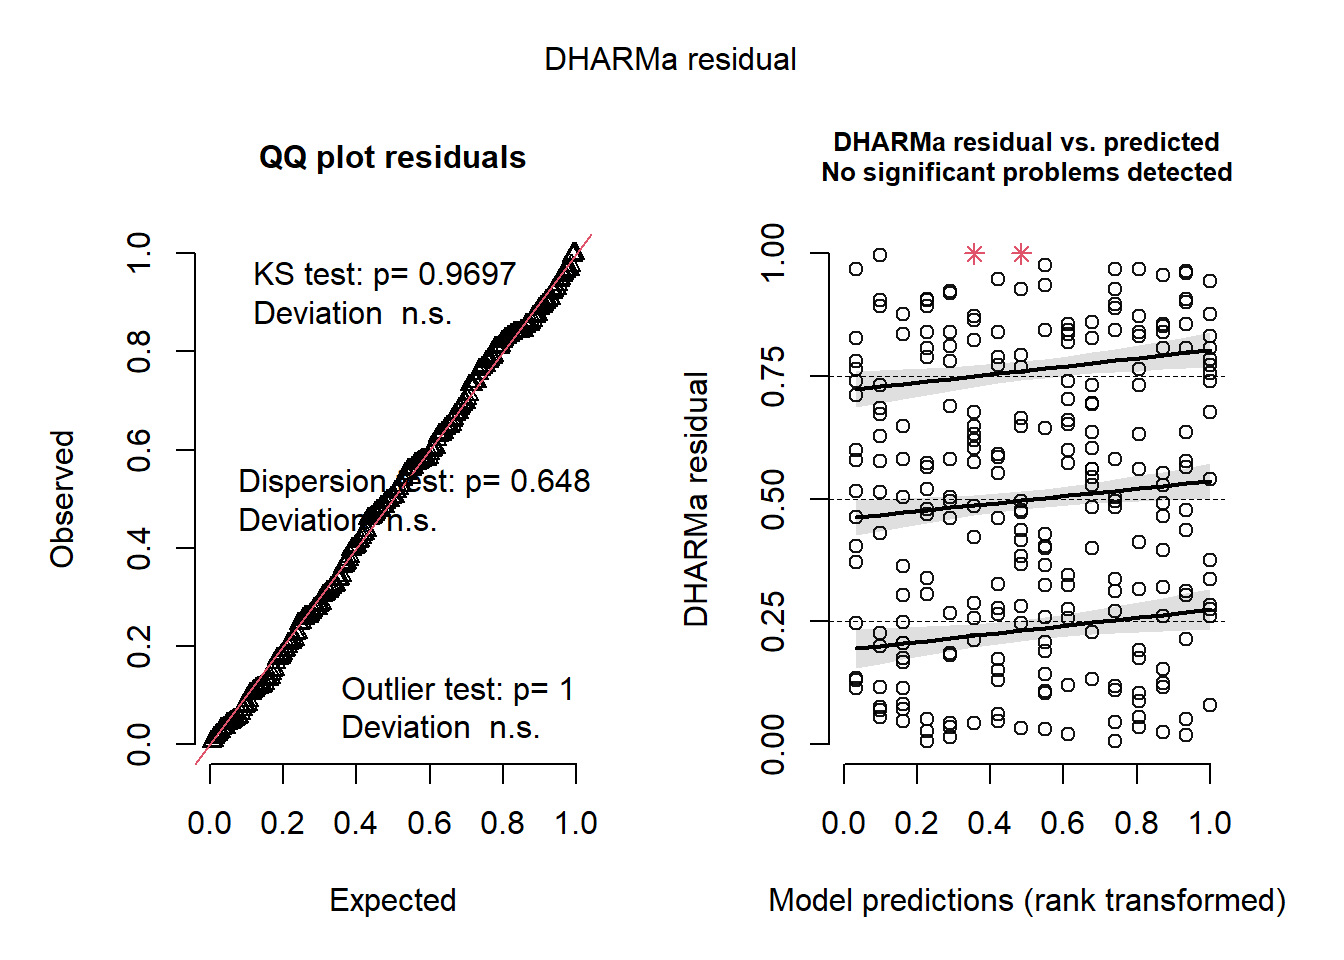 DHARMa residual
QQ plot residuals
KS test: p= 0.9697
Deviation  n.s.
Dispersion test: p= 0.648
Deviation  n.s.
Outlier test: p= 1
Deviation  n.s.
Observed
0.0
0.2
0.4
0.6
0.8
1.0
0.0 0.2 0.4 0.6 0.8 1.0
Expected
DHARMa residual vs. predicted
No significant problems detected
DHARMa residual
0.00
0.25
0.50
0.75
1.00
0.0 0.2 0.4 0.6 0.8 1.0
Model predictions (rank transformed)